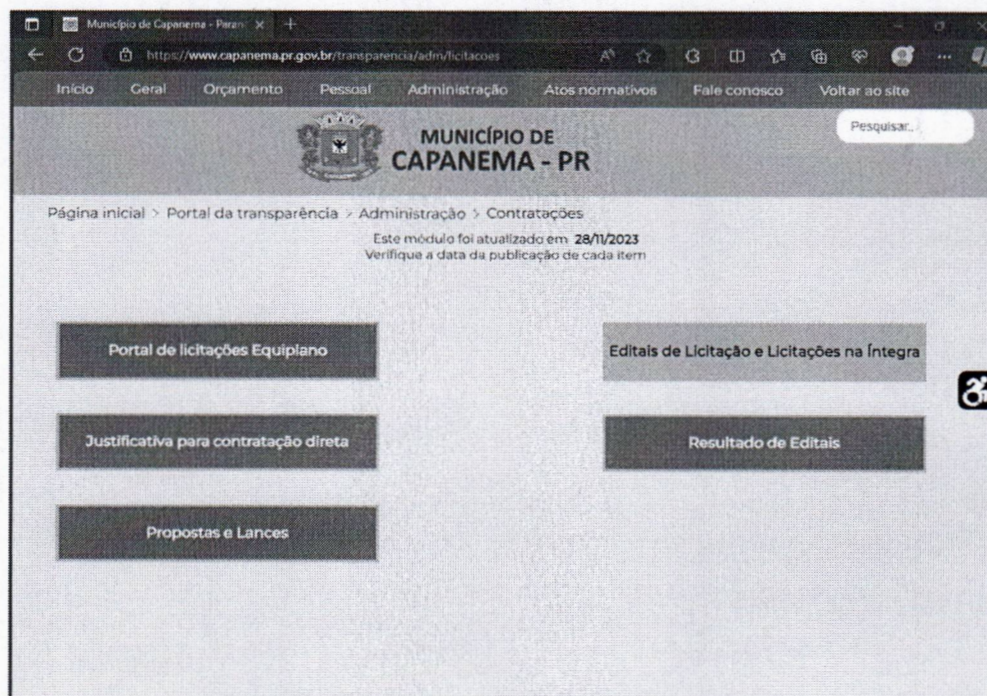 Município de Capanema - Paran
https://www.capanema.pr.gov.br/transparencia/adm/licitacoes
Início Geral Orçamento Pessoal Administração Atos normativos Fale conosco Voltar ao site
Pesquisar..
MUNICÍPIO DE
CAPANEMA - PR
Página inicial > Portal da transparência > Administração > Contratações
Este módulo foi atualizado em 28/11/2023
Verifique a data da publicação de cada item
Portal de licitações Equiplano
Editais de Licitação e Licitações na Íntegra
Justificativa para contratação direta
Resultado de Editais
Propostas e Lances